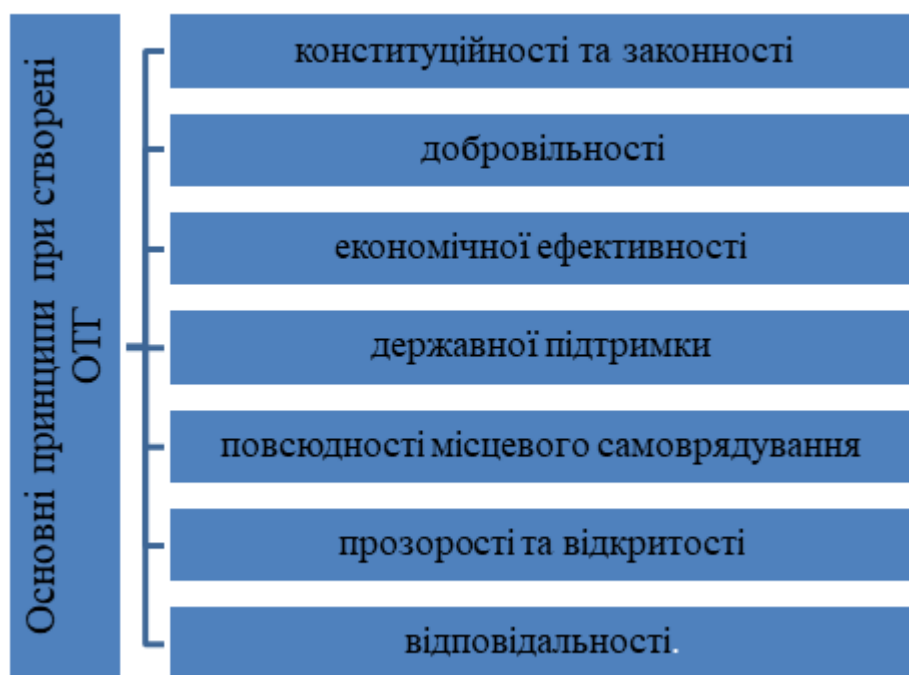 Основні принципи при створені
ОТГ
конституційності та законності
добровільності
економічної ефективності
державної підтримки
повсюдності місцевого самоврядування
прозорості та відкритості
відповідальності.